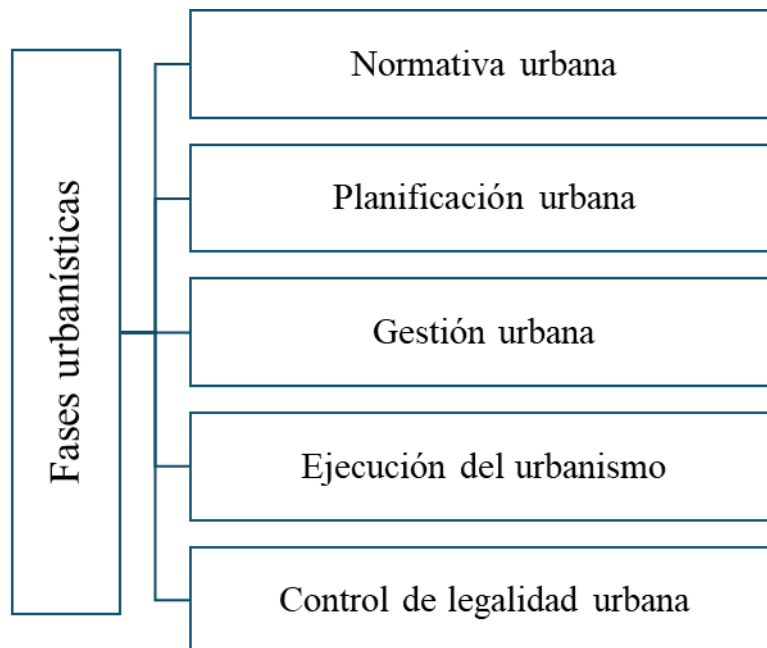 Fases urbanísticas
Normativa urbana
Planificación urbana
Gestión urbana
Ejecución del urbanismo
Control de legalidad urbana